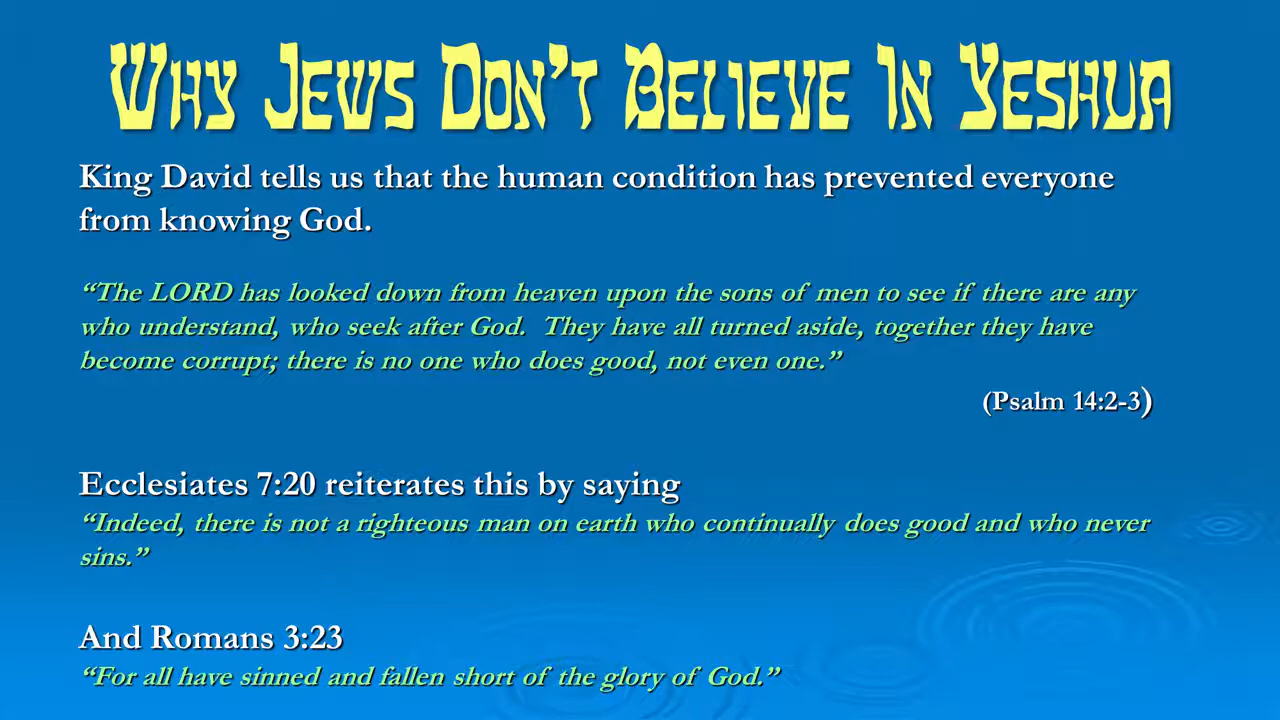 Why Jews Don't Believe In Yeshua
King David tells us that the human condition has prevented everyone
from knowing God.
“The LORD has looked down from heaven upon the sons of men to see if there are any
who understand, who seek after God. They have all turned aside, together they have
become corrupt; there is no one who does good, not even one.”
(Psalm 14:2-3)
Ecclesiates 7:20 reiterates this by saying
“Indeed, there is not a righteous man on earth who continually does good and who never
sins.”
And Romans 3:23
“For all have sinned and fallen short of the glory of God.”